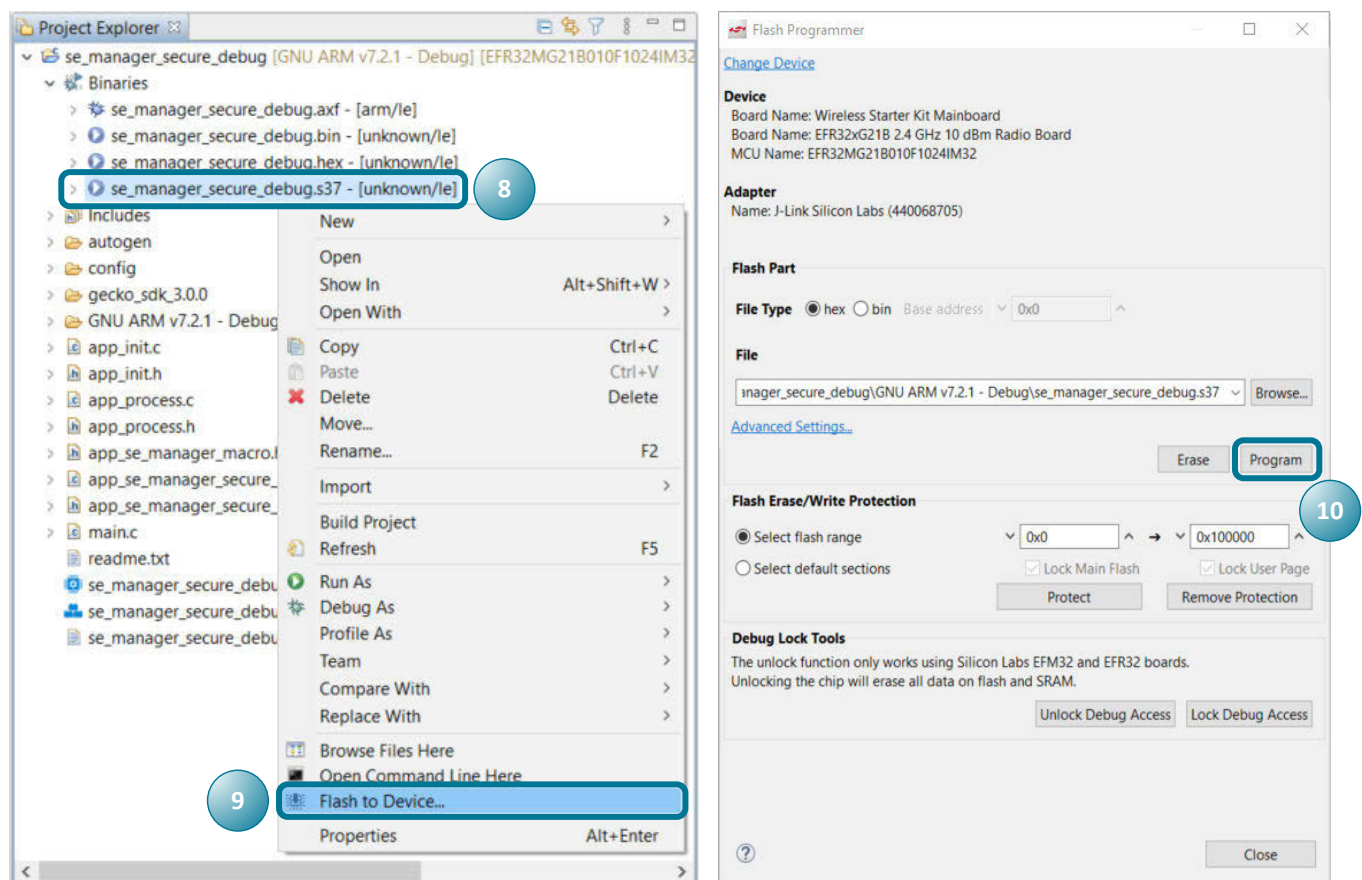 Project Explorer
se_manager_secure_debug [GNU ARM v7.2.1 - Debug] [EFR32MG21B010F1024IM32
Binaries
se_manager_secure_debug.axf - [arm/le]
se_manager_secure_debug.bin - [unknown/le]
se_manager_secure_debug.hex - [unknown/le]
se_manager_secure_debug.s37 - [unknown/le]
8
Includes
autogen
config
gecko_sdk_3.0.0
GNU ARM v7.2.1 - Debug
app_init.c
app_init.h
app_process.c
app_process.h
app_se_manager_macro.h
app_se_manager_secure_
app_se_manager_secure_
main.c
readme.txt
se_manager_secure_debu
se_manager_secure_debu
se_manager_secure_debu
New
Open
Show In Alt+Shift+W >
Open With
Copy Ctrl+C
Paste Ctrl+V
Delete Delete
Move...
Rename... F2
Import
Build Project
Refresh F5
Run As
Debug As
Profile As
Team
Compare With
Replace With
Browse Files Here
Open Command Line Here
9
Flash to Device...
Properties Alt+Enter
Flash Programmer
Change Device
Device
Board Name: Wireless Starter Kit Mainboard
Board Name: EFR32xG21B 2.4 GHz 10 dBm Radio Board
MCU Name: EFR32MG21B010F1024IM32
Adapter
Name: J-Link Silicon Labs (440068705)
Flash Part
File Type hex bin Base address 0x0
File
anager_secure_debug\GNU ARM v7.2.1 - Debug\se_manager_secure_debug.s37 Browse...
Advanced Settings...
Erase Program
10
Flash Erase/Write Protection
Select flash range 0x0 → 0x100000
Select default sections Lock Main Flash Lock User Page
Protect Remove Protection
Debug Lock Tools
The unlock function only works using Silicon Labs EFM32 and EFR32 boards.
Unlocking the chip will erase all data on flash and SRAM.
Unlock Debug Access Lock Debug Access
? Close